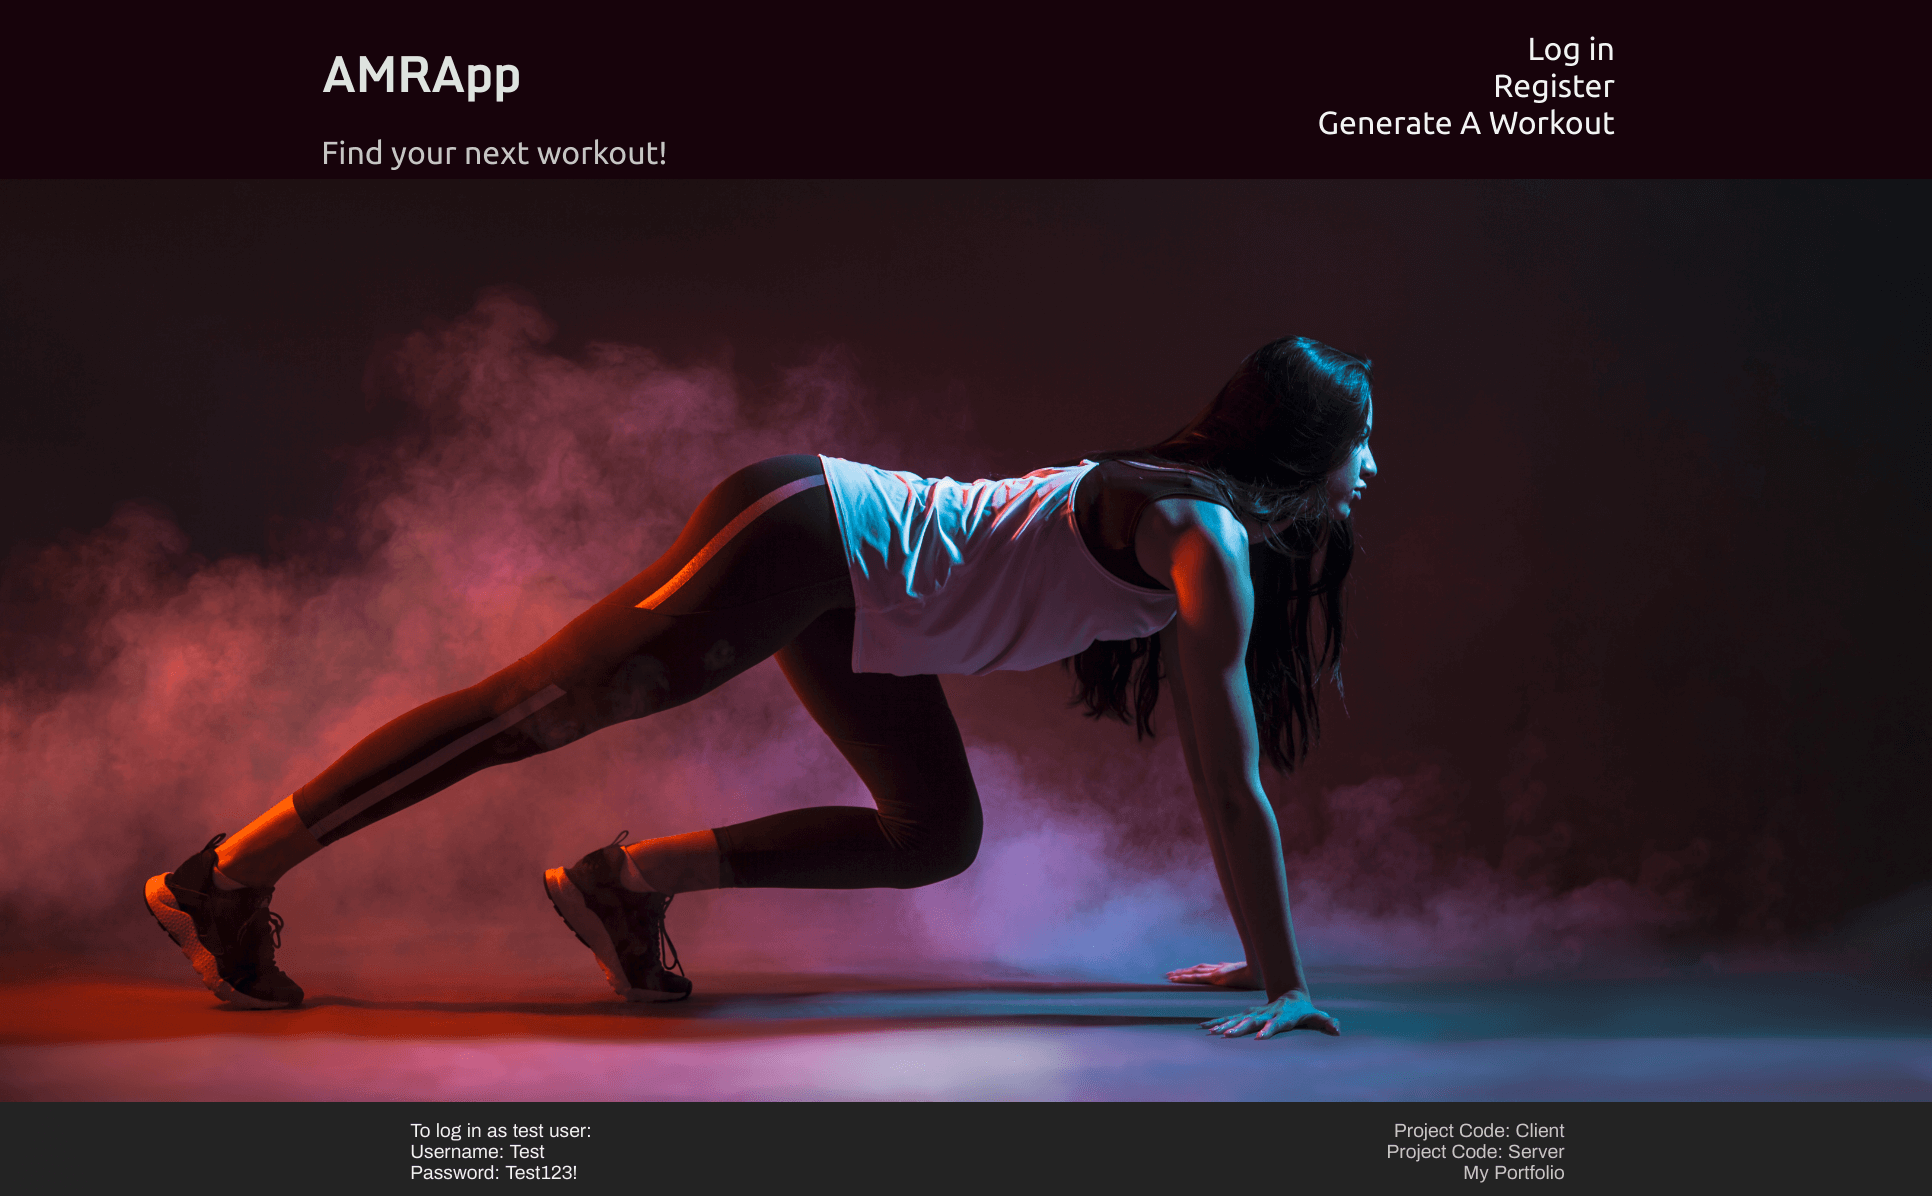 AMRApp
Find your next workout!
Log in
Register
Generate A Workout
To log in as test user:
Username: Test
Password: Test123!
Project Code: Client
Project Code: Server
My Portfolio